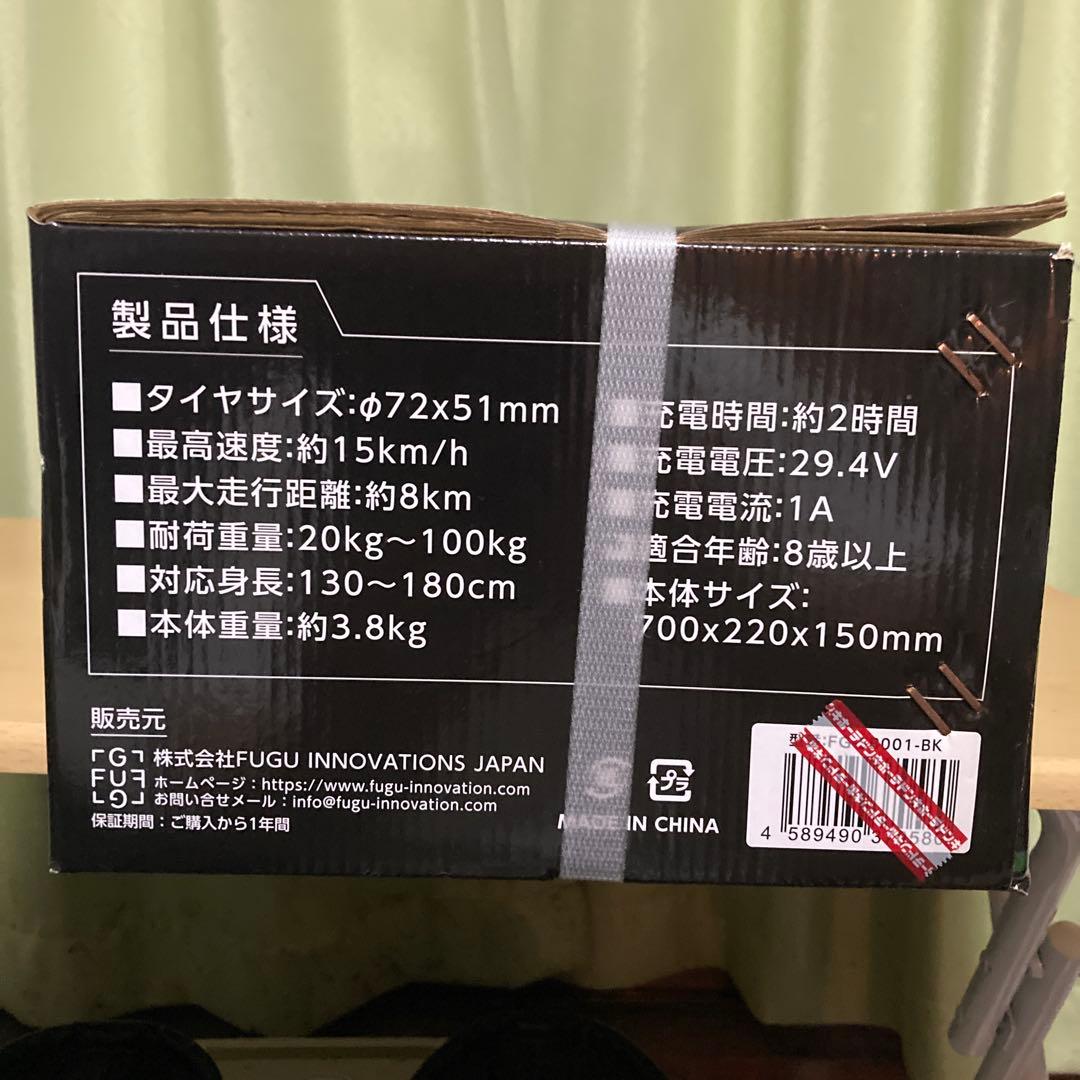 製品仕様
■タイヤサイズ:φ72x51mm
■最高速度:約15km/h
■最大走行距離:約8km
■耐荷重量:20kg～100kg
■対応身長:130～180cm
■本体重量:約3.8kg
■充電時間:約2時間
■充電電圧:29.4V
■充電電流:1A
■適合年齢:8歳以上
■本体サイズ:
700x220x150mm
販売元
FUGU
株式会社FUGU INNOVATIONS JAPAN
ホームページ：https://www.fugu-innovation.com
お問い合せメール：info@fugu-innovation.com
保証期間：ご購入から1年間
プラ
MADE IN CHINA
001-BK
4 589490